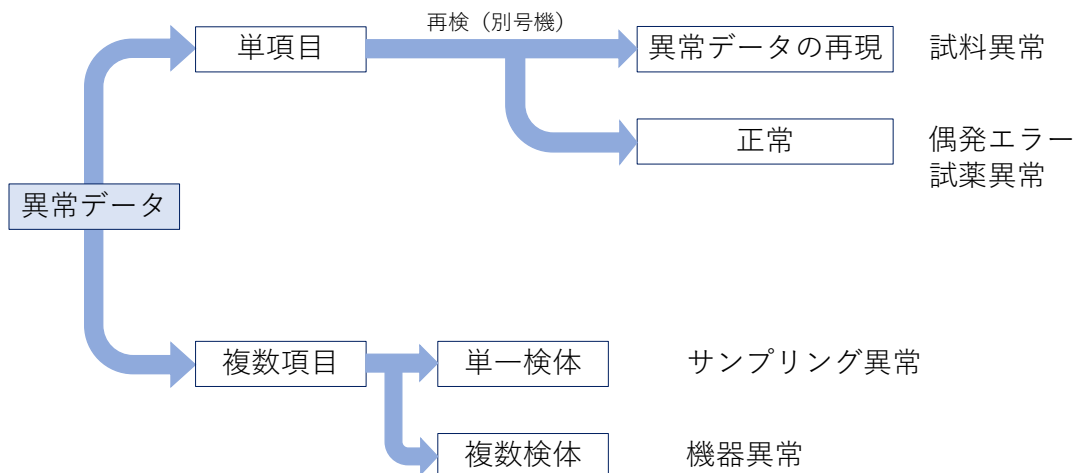 再検（別号機）
単項目
異常データの再現
試料異常
正常
偶発エラー
試薬異常
異常データ
複数項目
単一検体
サンプリング異常
複数検体
機器異常